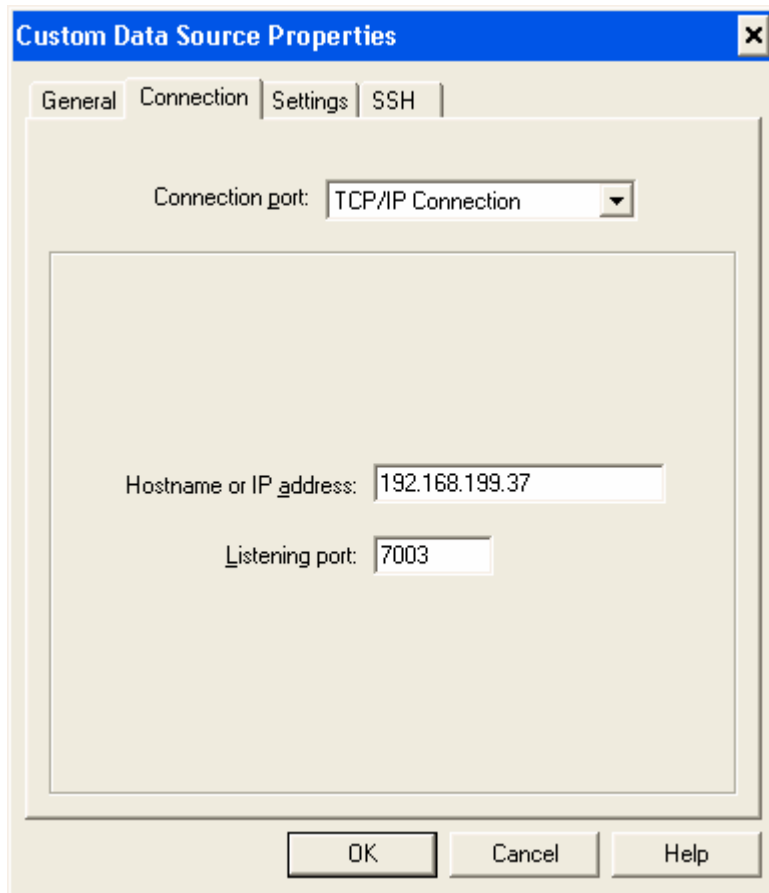 Custom Data Source Properties
General Connection Settings SSH
Connection port: TCP/IP Connection
Hostname or IP address: 192.168.199.37
Listening port: 7003
OK Cancel Help